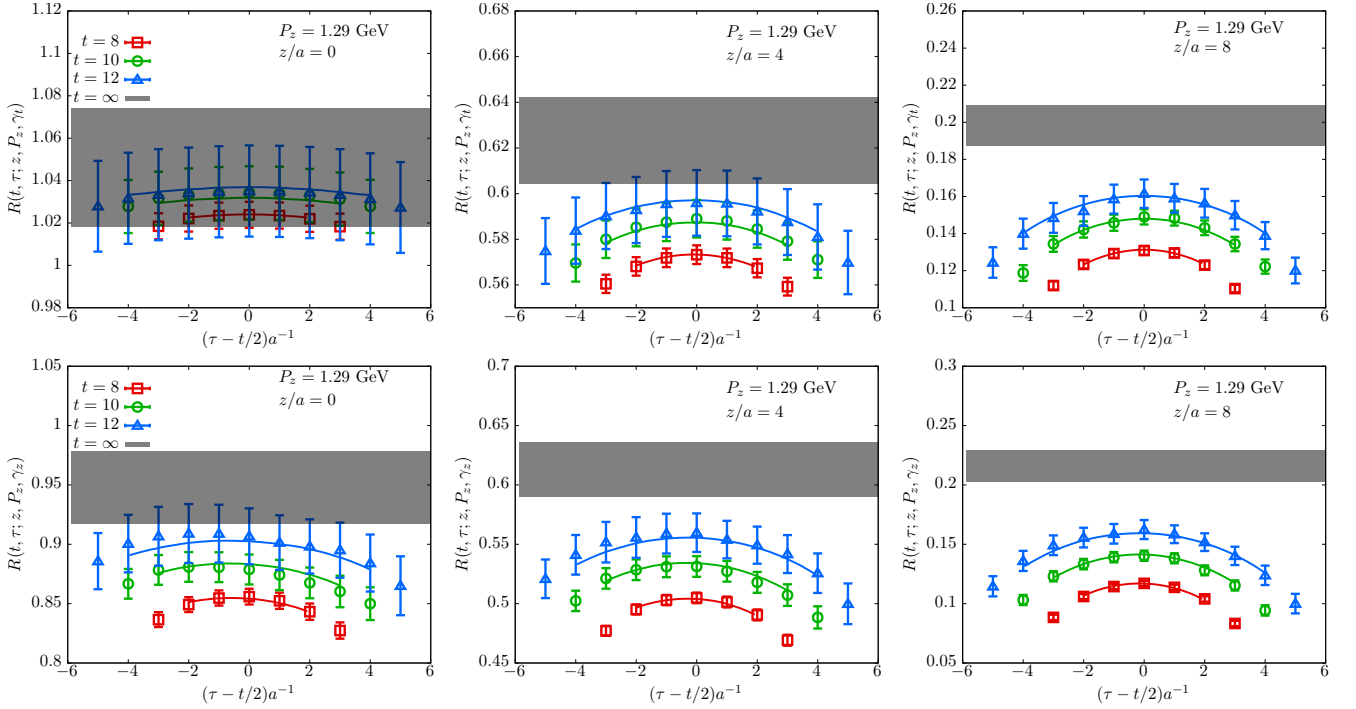 R(t, τ; z, P_z, γ_t)
1.12
1.1
1.08
1.06
1.04
1.02
1
0.98
t = 8
t = 10
t = 12
t = ∞
P_z = 1.29 GeV
z/a = 0
−6 −4 −2 0 2 4 6
(τ − t/2)a⁻¹
R(t, τ; z, P_z, γ_t)
0.68
0.66
0.64
0.62
0.6
0.58
0.56
P_z = 1.29 GeV
z/a = 4
−6 −4 −2 0 2 4 6
(τ − t/2)a⁻¹
R(t, τ; z, P_z, γ_t)
0.26
0.24
0.22
0.2
0.18
0.16
0.14
0.12
0.1
P_z = 1.29 GeV
z/a = 8
−6 −4 −2 0 2 4 6
(τ − t/2)a⁻¹
R(t, τ; z, P_z, γ_z)
1.05
1
0.95
0.9
0.85
0.8
t = 8
t = 10
t = 12
t = ∞
P_z = 1.29 GeV
z/a = 0
−6 −4 −2 0 2 4 6
(τ − t/2)a⁻¹
R(t, τ; z, P_z, γ_z)
0.7
0.65
0.6
0.55
0.5
0.45
P_z = 1.29 GeV
z/a = 4
−6 −4 −2 0 2 4 6
(τ − t/2)a⁻¹
R(t, τ; z, P_z, γ_z)
0.3
0.25
0.2
0.15
0.1
0.05
P_z = 1.29 GeV
z/a = 8
−6 −4 −2 0 2 4 6
(τ − t/2)a⁻¹